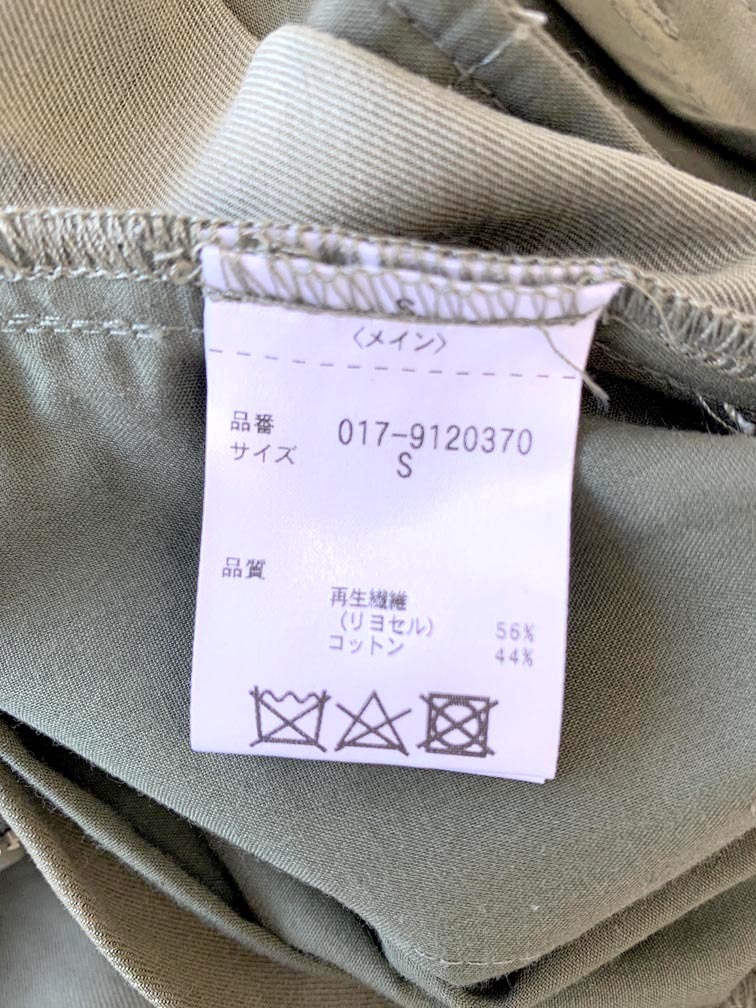 S
〈メイン〉
品番 017-9120370
サイズ S
品質
再生繊維
(リヨセル) 56%
コットン 44%